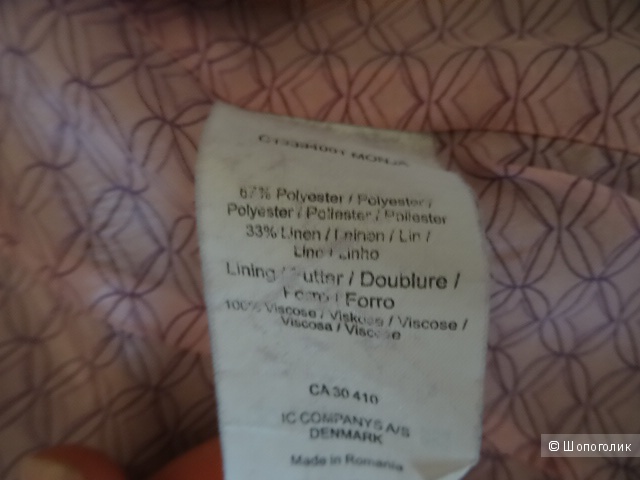 MONJA
67% Polyester / Polyester /
Polyester / Poliester / Poliester
33% Linen / Leinen / Lin /
Lino / Linho
Lining / Futter / Doublure /
Forro / Forro
100% Viscose / Viskose / Viscose /
Viscosa / Viscose
CA 30 410
IC COMPANYS A/S
DENMARK
Made in Romania
© Шопоголик